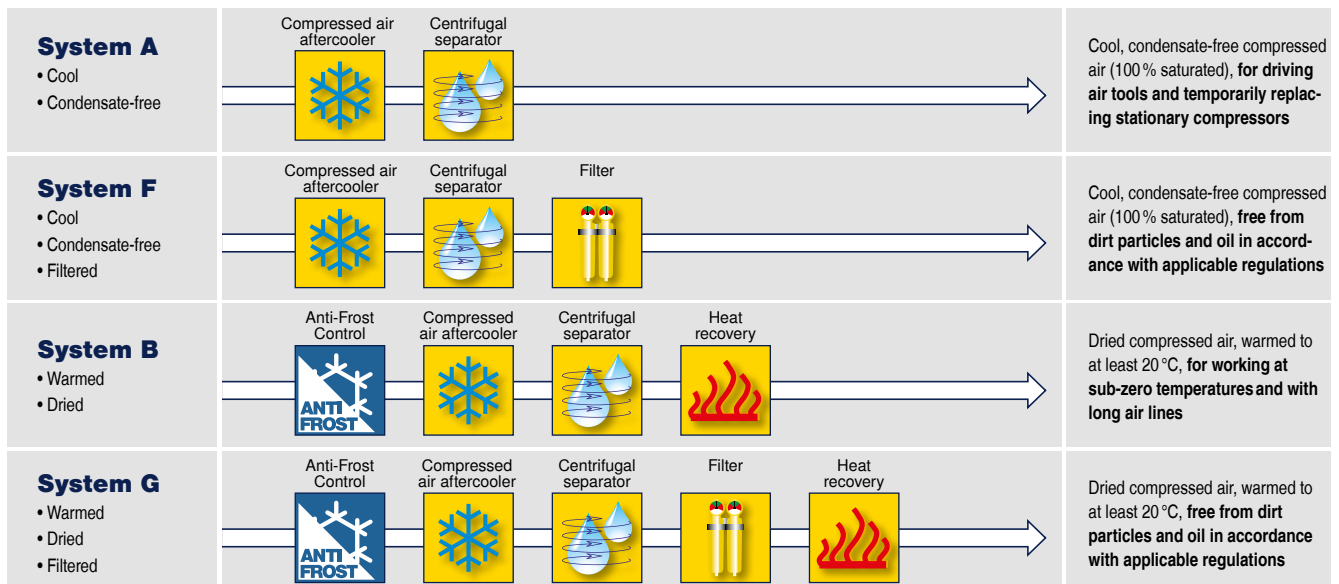 System A
• Cool
• Condensate-free
Compressed air
aftercooler
Centrifugal
separator
Cool, condensate-free compressed
air (100 % saturated), for driving
air tools and temporarily replac-
ing stationary compressors
System F
• Cool
• Condensate-free
• Filtered
Compressed air
aftercooler
Centrifugal
separator
Filter
Cool, condensate-free compressed
air (100 % saturated), free from
dirt particles and oil in accord-
ance with applicable regulations
System B
• Warmed
• Dried
Anti-Frost
Control
ANTI
FROST
Compressed
air aftercooler
Centrifugal
separator
Heat
recovery
Dried compressed air, warmed to
at least 20 °C, for working at
sub-zero temperatures and with
long air lines
System G
• Warmed
• Dried
• Filtered
Anti-Frost
Control
ANTI
FROST
Compressed
air aftercooler
Centrifugal
separator
Filter
Heat
recovery
Dried compressed air, warmed to
at least 20 °C, free from dirt
particles and oil in accordance
with applicable regulations